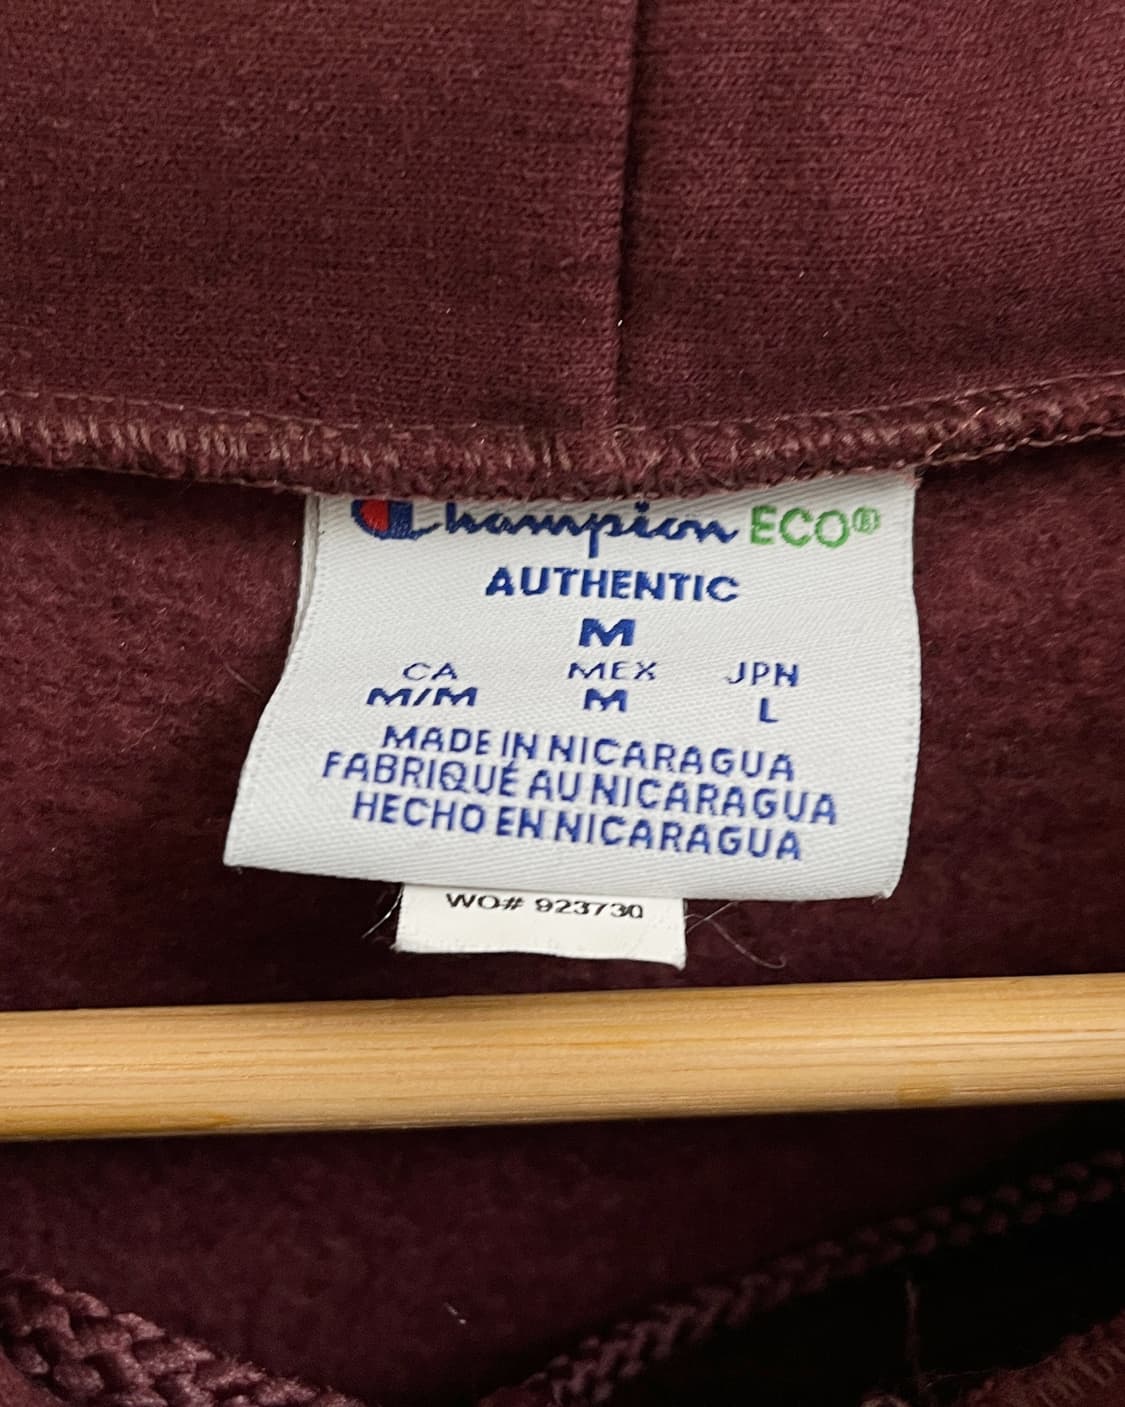 Champion ECO®
AUTHENTIC
M
CA MEX JPN
M/M M L
MADE IN NICARAGUA
FABRIQUÉ AU NICARAGUA
HECHO EN NICARAGUA
WO# 923730